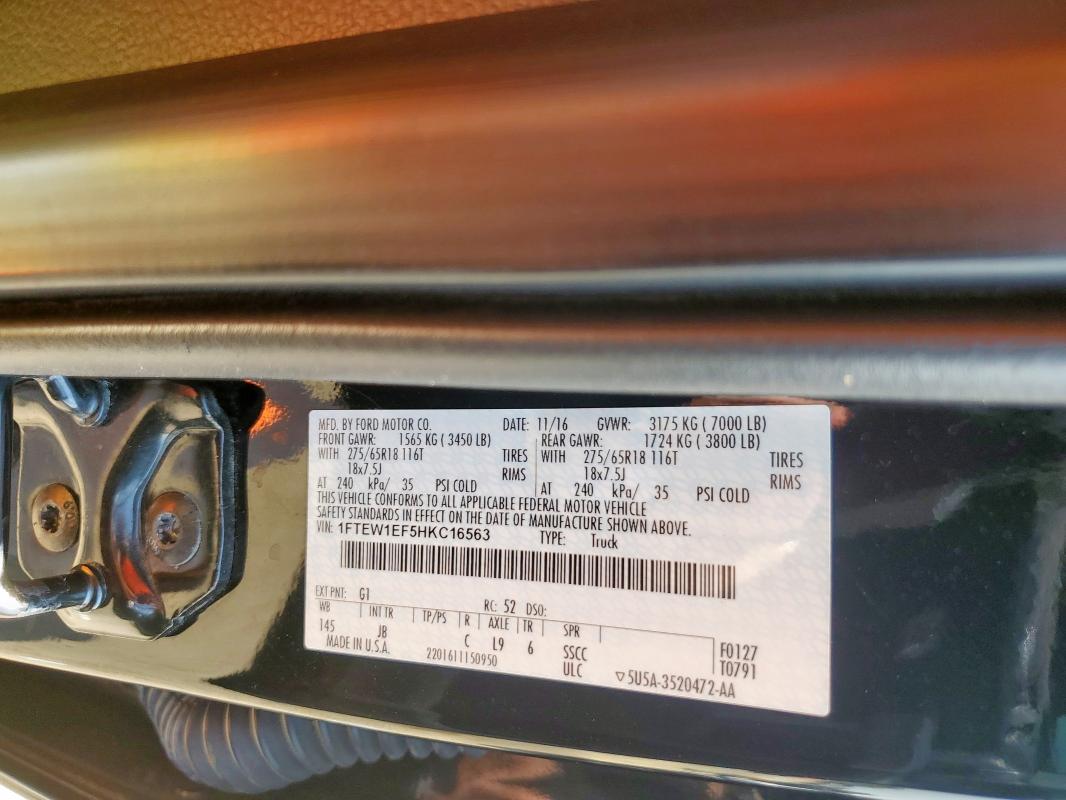 MFD. BY FORD MOTOR CO. DATE: 11/16 GVWR: 3175 KG ( 7000 LB)
FRONT GAWR: 1565 KG ( 3450 LB) REAR GAWR: 1724 KG ( 3800 LB)
WITH 275/65R18 116T TIRES WITH 275/65R18 116T TIRES
18x7.5J RIMS 18x7.5J RIMS
AT 240 kPa/ 35 PSI COLD AT 240 kPa/ 35 PSI COLD
THIS VEHICLE CONFORMS TO ALL APPLICABLE FEDERAL MOTOR VEHICLE
SAFETY STANDARDS IN EFFECT ON THE DATE OF MANUFACTURE SHOWN ABOVE.
VIN: 1FTEW1EF5HKC16563 TYPE: Truck
EXT PNT: G1 RC: 52 DSO:
WB INT TR TP/PS R AXLE TR SPR
145 JB C L9 6 SSCC F0127
MADE IN U.S.A. 2201611150950 ULC T0791
▽5U5A-3520472-AA